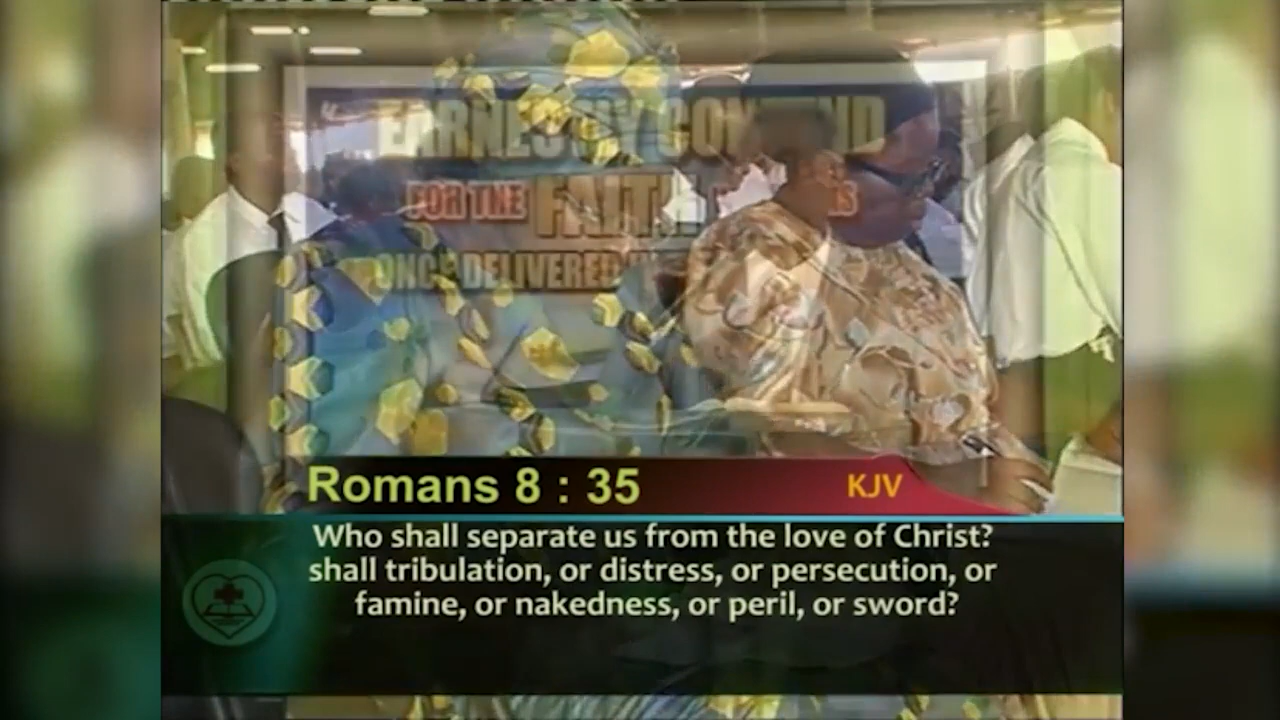 EARNESTLY CONTEND
FOR THE FAITH
ONCE DELIVERED
Romans 8 : 35
KJV
Who shall separate us from the love of Christ?
shall tribulation, or distress, or persecution, or
famine, or nakedness, or peril, or sword?